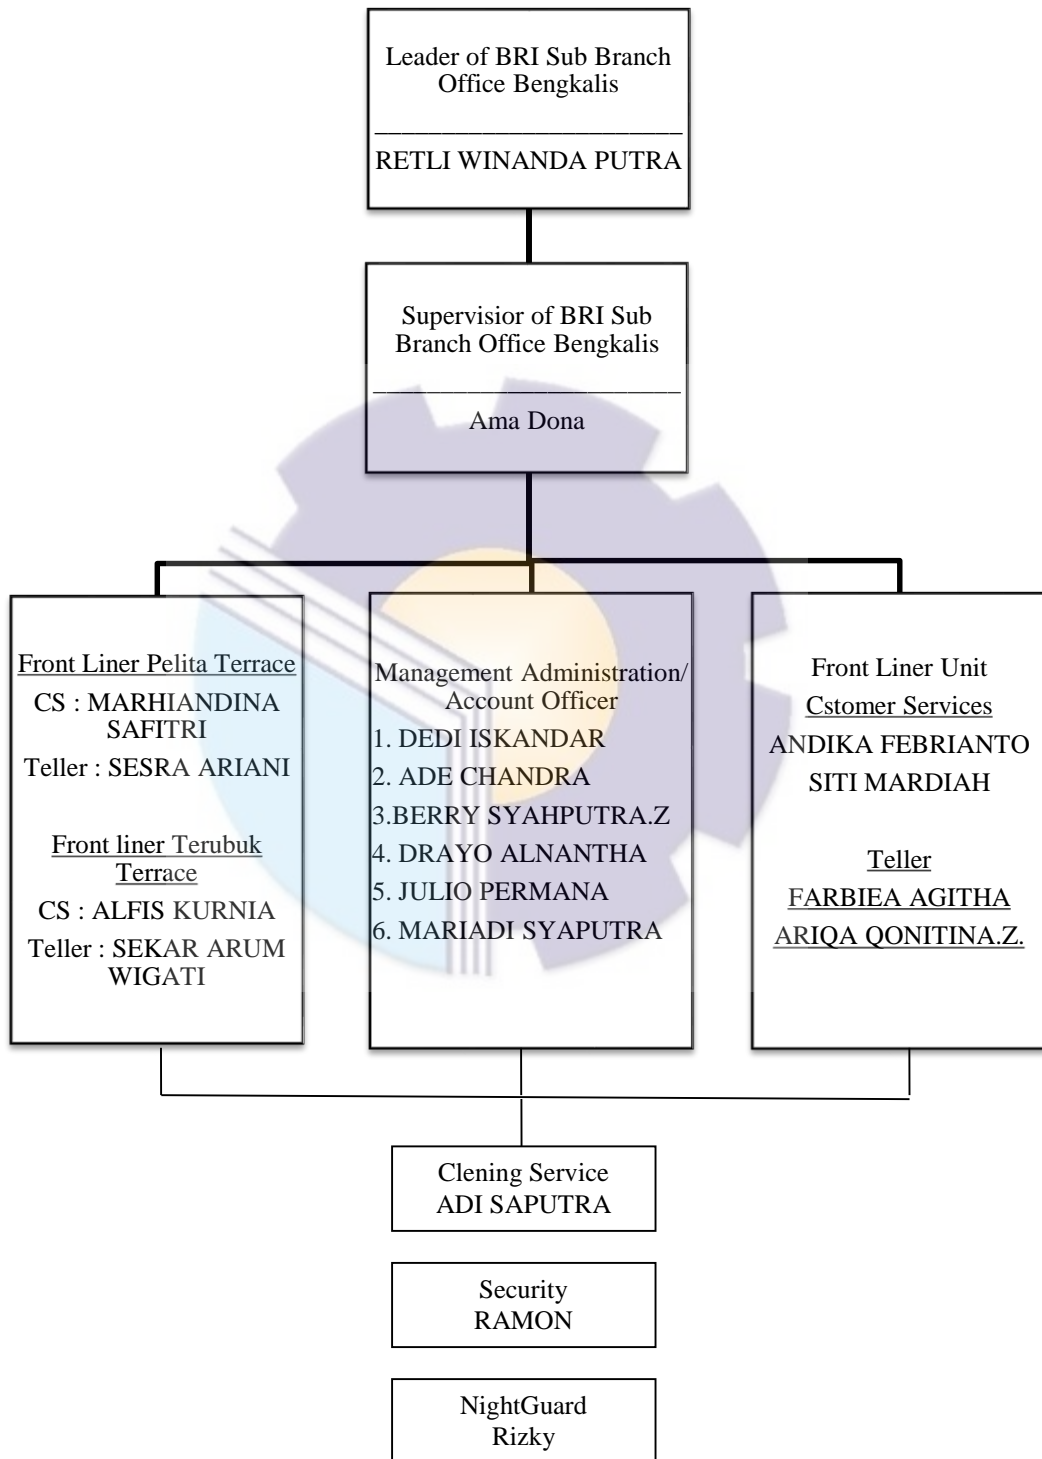 Leader of BRI Sub Branch
Office Bengkalis
RETLI WINANDA PUTRA
Supervisior of BRI Sub
Branch Office Bengkalis
Ama Dona
Front Liner Pelita Terrace
CS : MARHIANDINA
SAFITRI
Teller : SESRA ARIANI
Front liner Terubuk
Terrace
CS : ALFIS KURNIA
Teller : SEKAR ARUM
WIGATI
Management Administration/
Account Officer
1. DEDI ISKANDAR
2. ADE CHANDRA
3.BERRY SYAHPUTRA.Z
4. DRAYO ALNANTHA
5. JULIO PERMANA
6. MARIADI SYAPUTRA
Front Liner Unit
Cstomer Services
ANDIKA FEBRIANTO
SITI MARDIAH
Teller
FARBIEA AGITHA
ARIQA QONITINA.Z.
Clening Service
ADI SAPUTRA
Security
RAMON
NightGuard
Rizky